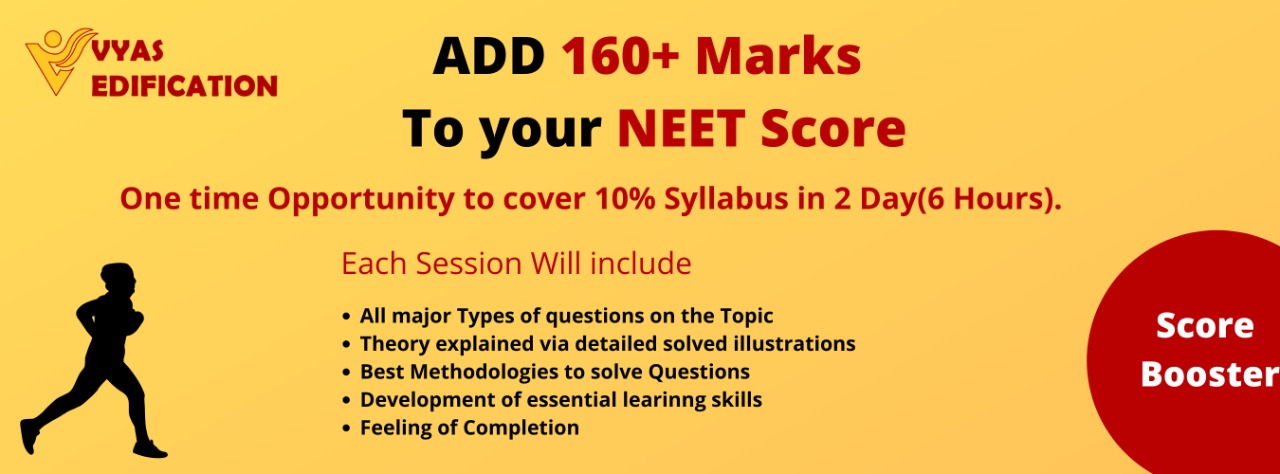 VYAS
EDIFICATION
ADD 160+ Marks
To your NEET Score
One time Opportunity to cover 10% Syllabus in 2 Day(6 Hours).
Each Session Will include
• All major Types of questions on the Topic
• Theory explained via detailed solved illustrations
• Best Methodologies to solve Questions
• Development of essential learinng skills
• Feeling of Completion
Score
Booster